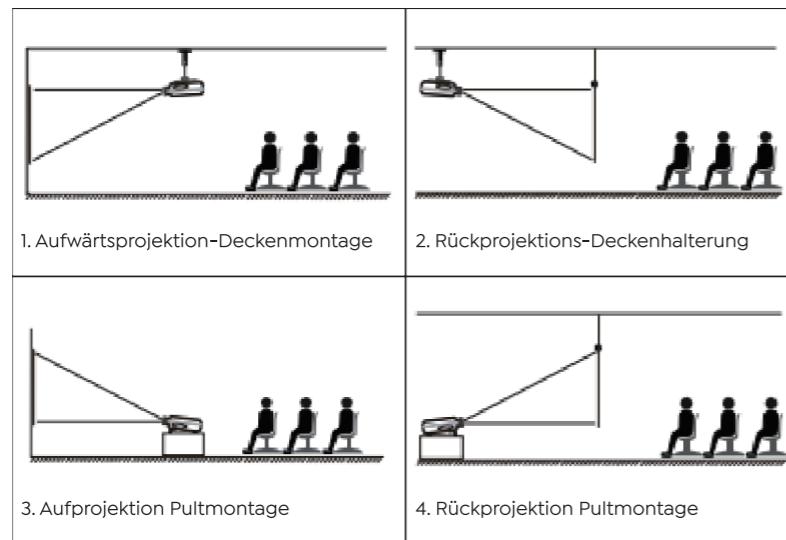 1. Aufwärtsprojektion-Deckenmontage
2. Rückprojektions-Deckenhalterung
3. Aufprojektion Pultmontage
4. Rückprojektion Pultmontage